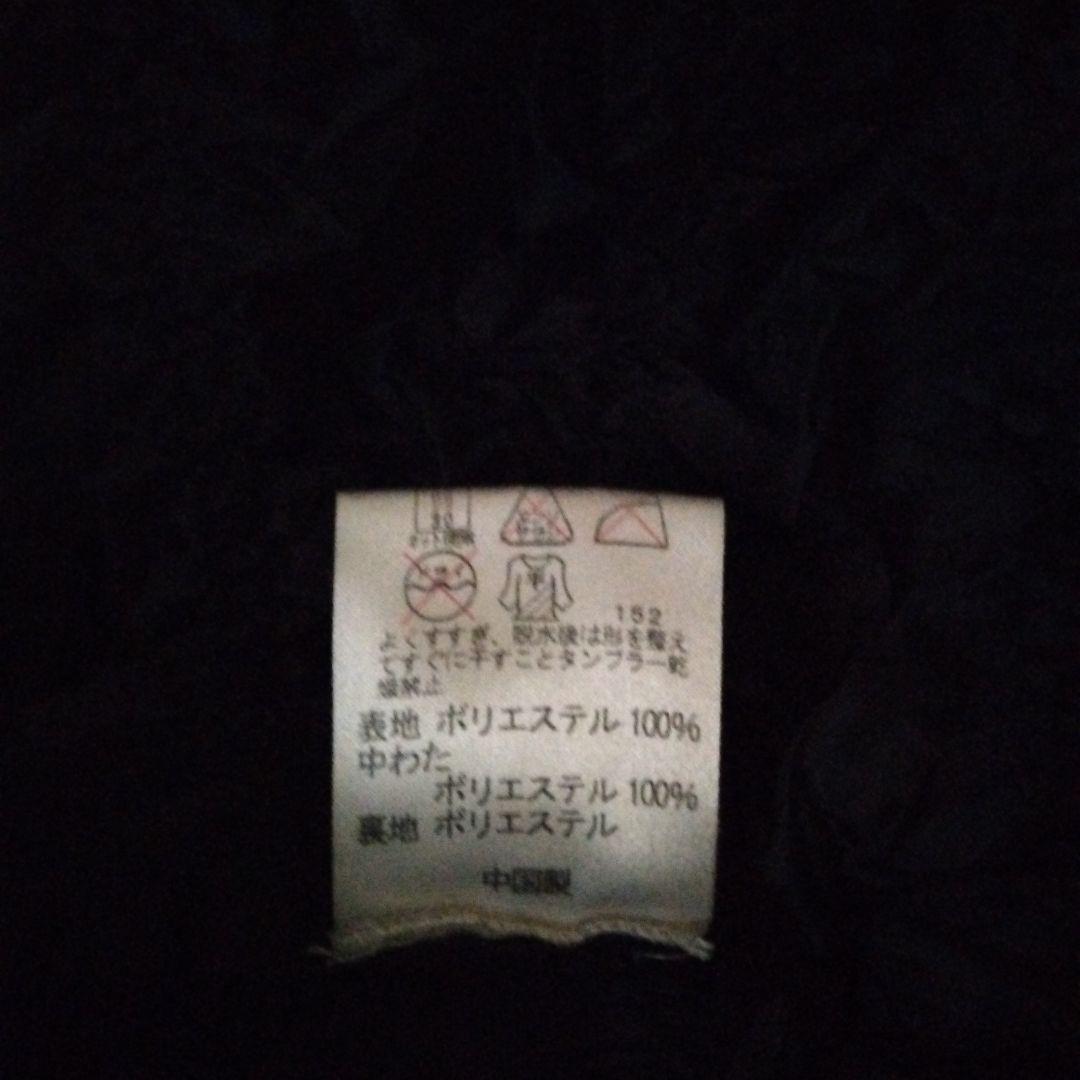 30
152
よくすすぎ、脱水後は形を整え
てすぐに干すことタンブラー乾
燥禁止
表地 ポリエステル 100%
中わた
ポリエステル 100%
裏地 ポリエステル
中国製